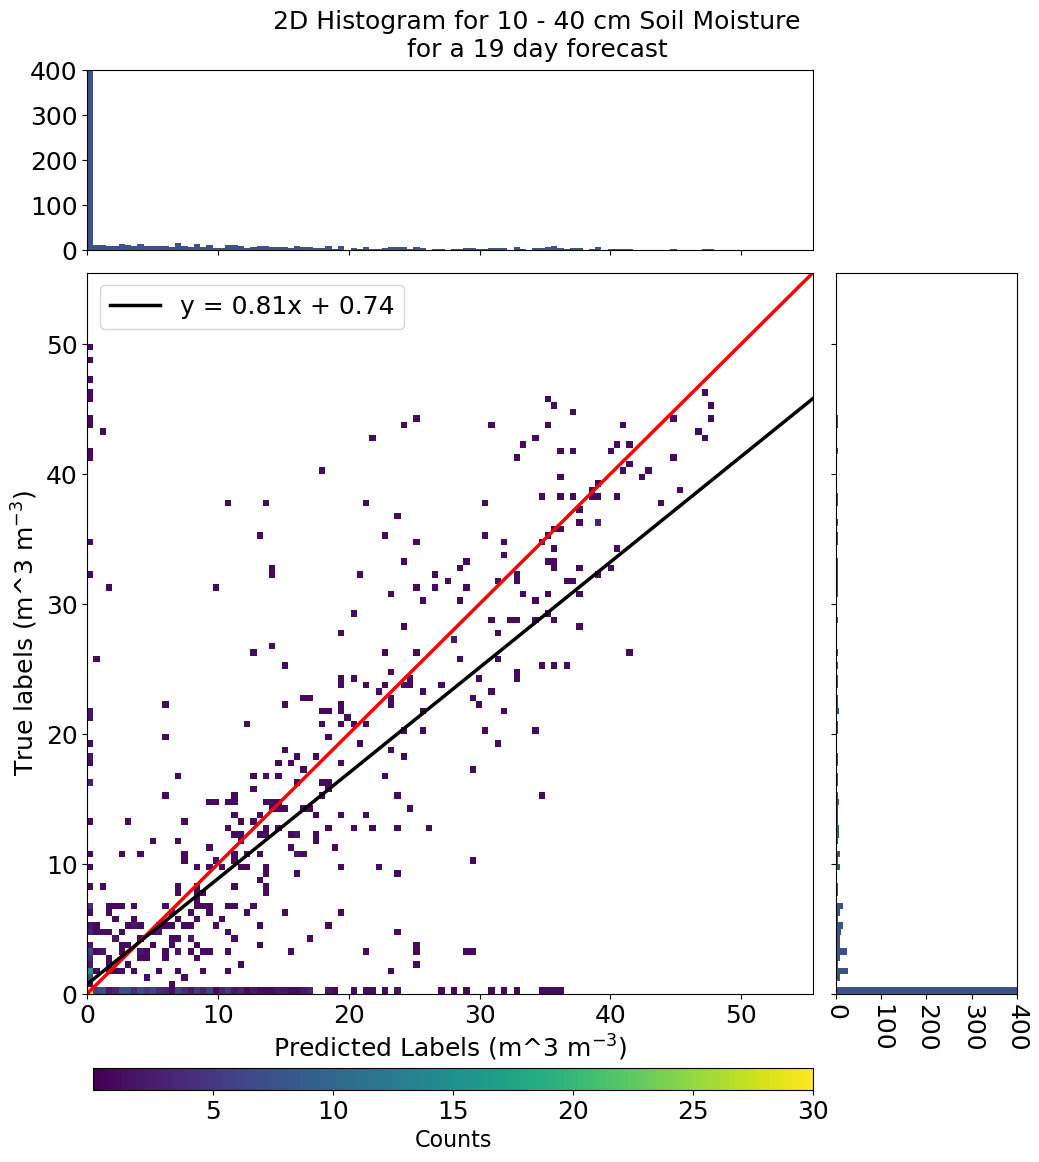 2D Histogram for 10 - 40 cm Soil Moisture
for a 19 day forecast
400
300
200
100
0
y = 0.81x + 0.74
True labels (m^3 m⁻³)
50
40
30
20
10
0
0 10 20 30 40 50
Predicted Labels (m^3 m⁻³)
0 100 200 300 400
5 10 15 20 25 30
Counts